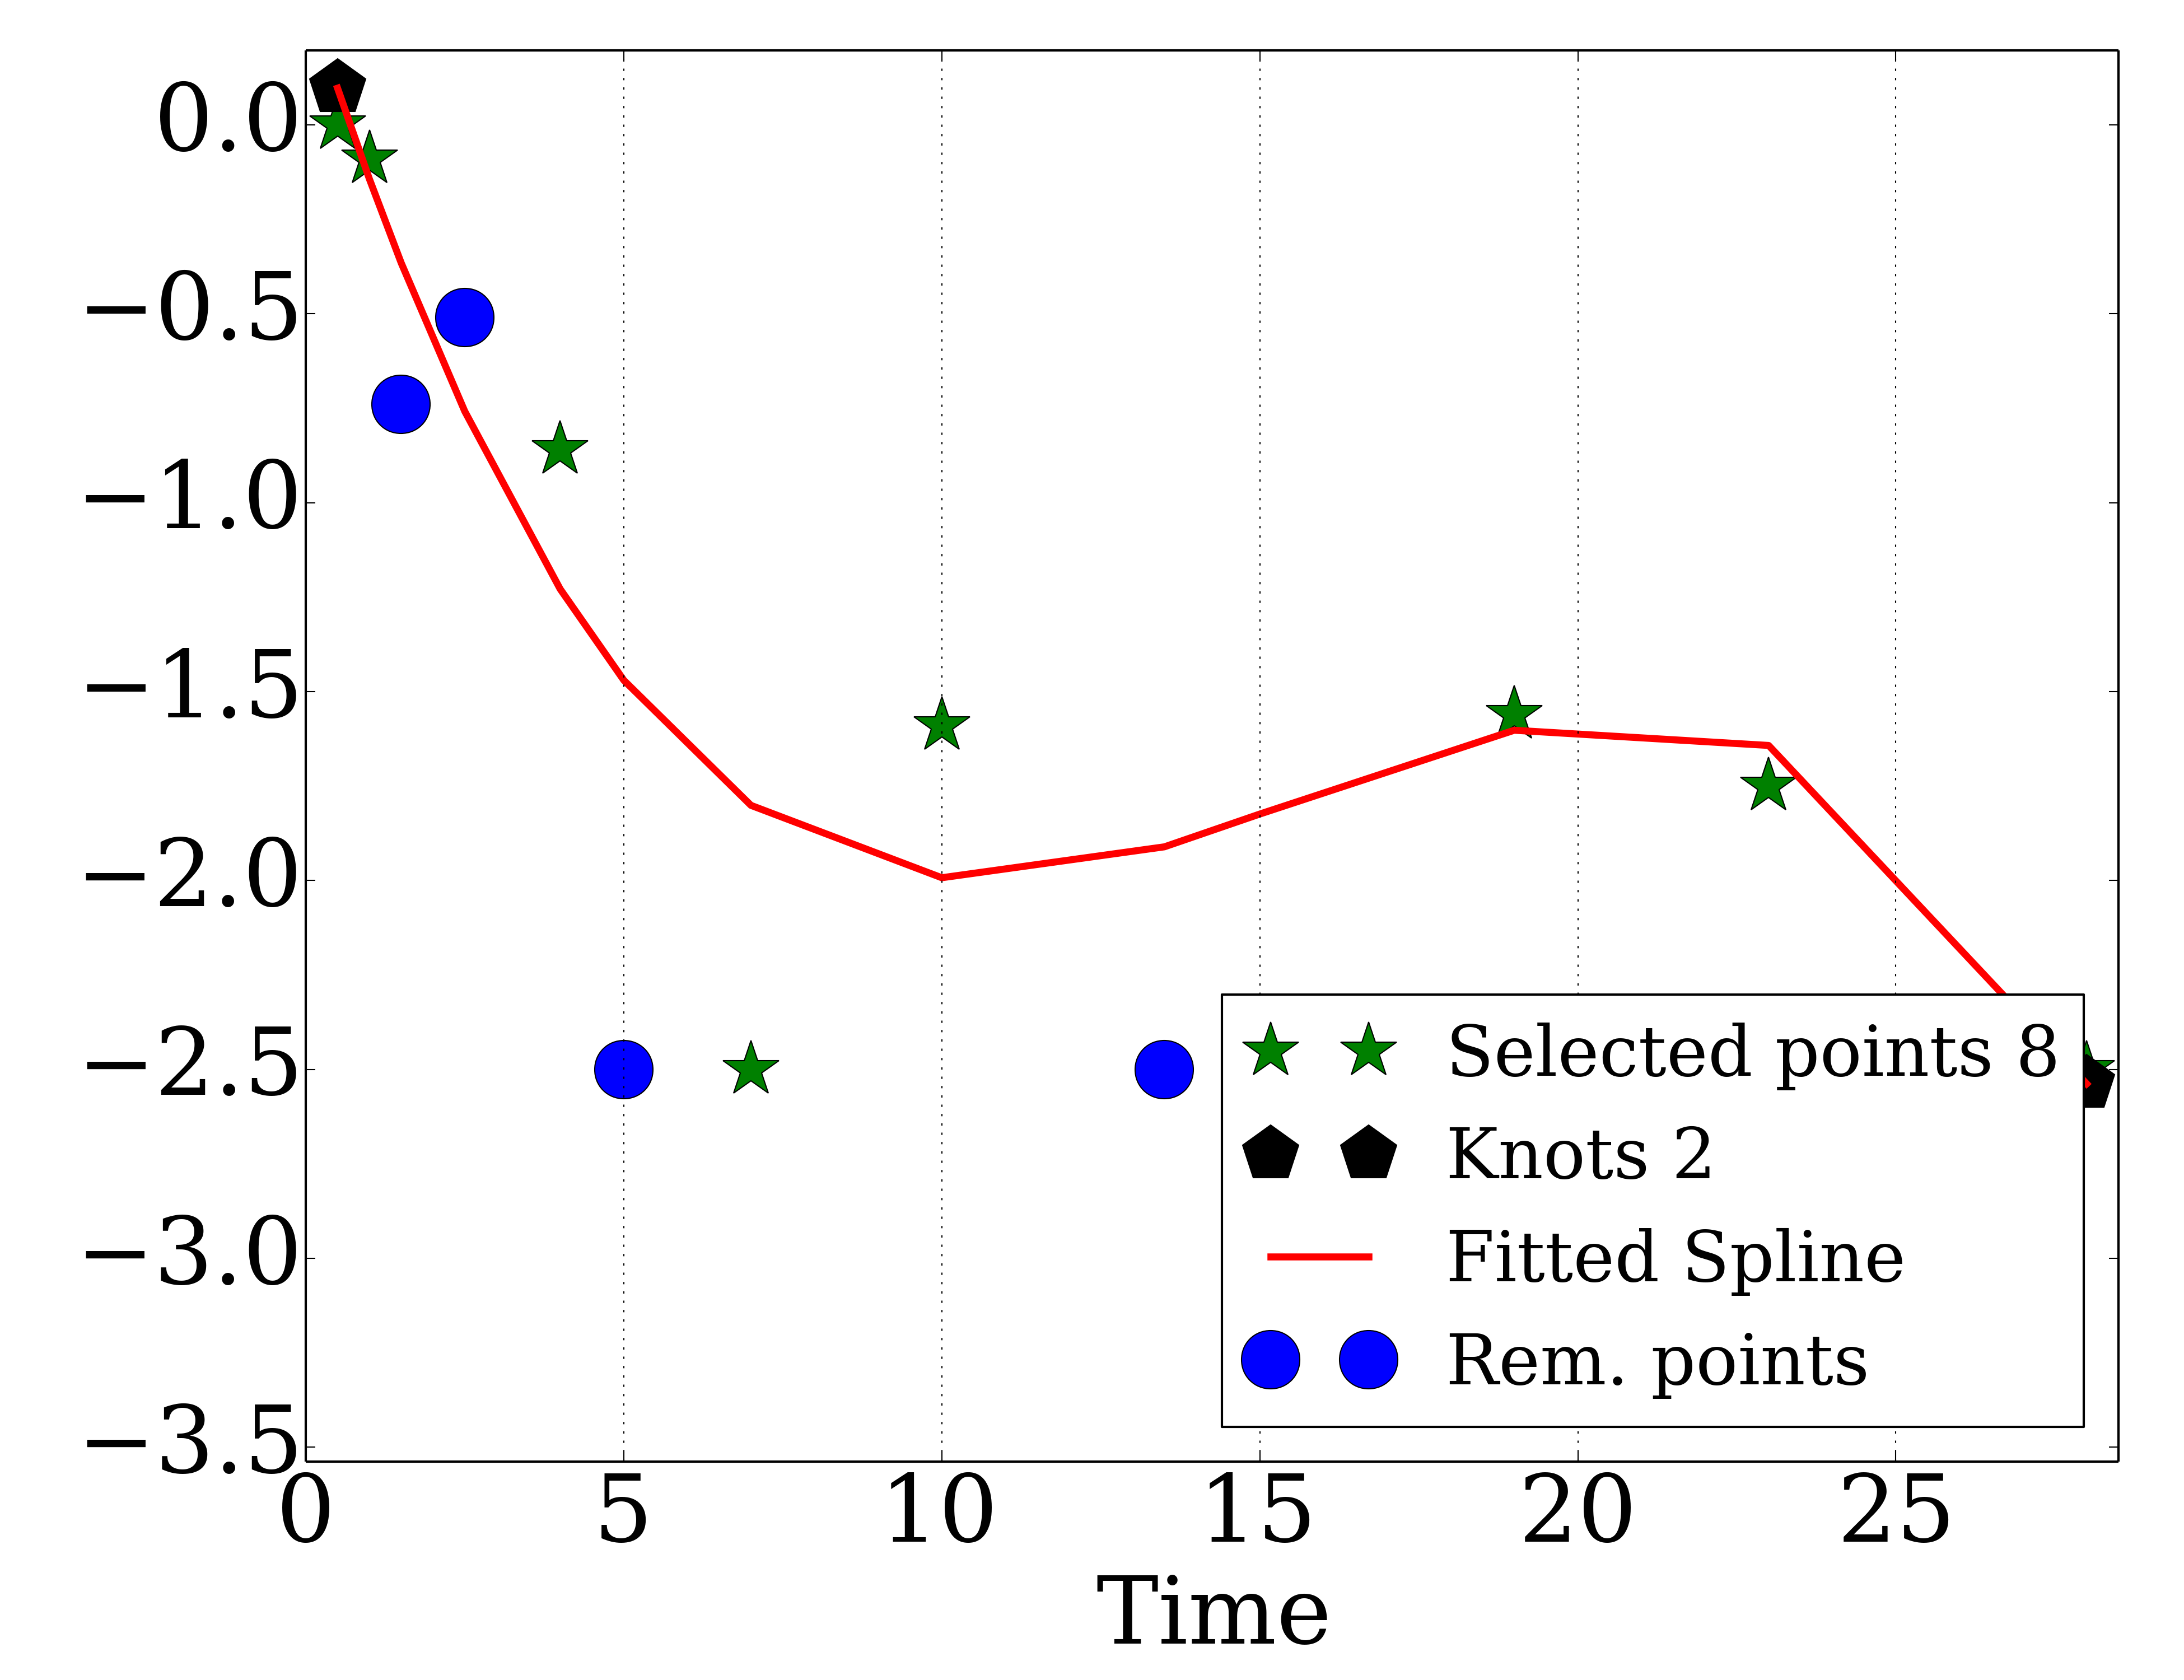 0.0
−0.5
−1.0
−1.5
−2.0
−2.5
−3.0
−3.5
0 5 10 15 20 25
Time
Selected points 8
Knots 2
Fitted Spline
Rem. points